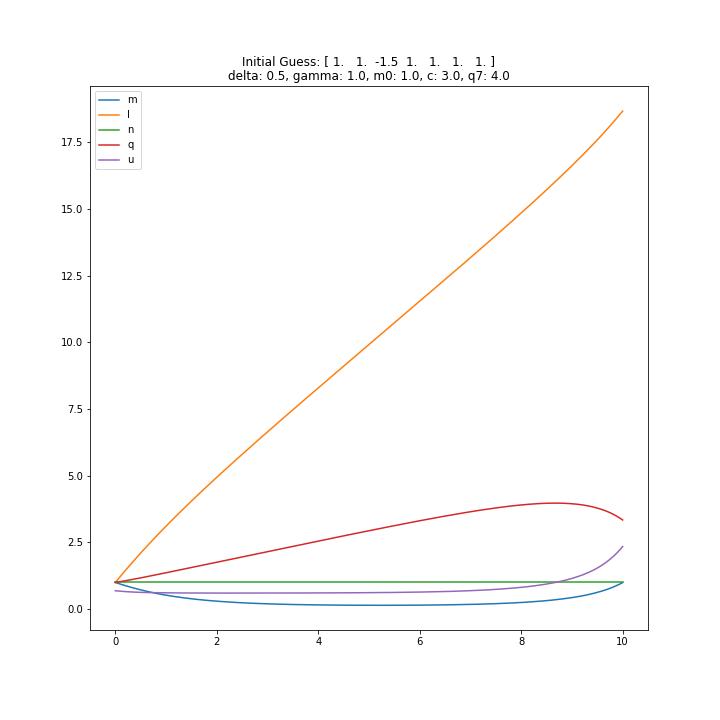 Initial Guess: [ 1.   1.  -1.5  1.   1.   1.   1. ]
delta: 0.5, gamma: 1.0, m0: 1.0, c: 3.0, q7: 4.0
m
l
n
q
u
17.5
15.0
12.5
10.0
7.5
5.0
2.5
0.0
0 2 4 6 8 10